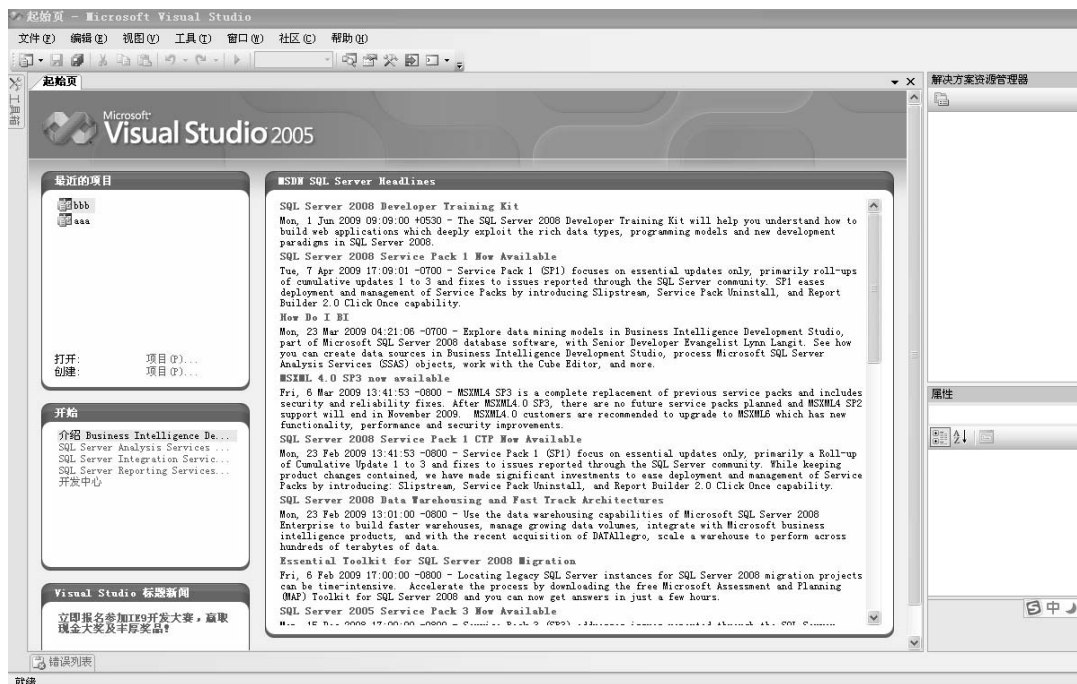 起始页 - Microsoft Visual Studio
文件(F) 编辑(E) 视图(V) 工具(T) 窗口(W) 社区(C) 帮助(H)
工具箱
起始页
Microsoft
Visual Studio 2005
最近的项目
bbb
aaa
打开: 项目(P)...
创建: 项目(P)...
开始
介绍 Business Intelligence De...
SQL Server Analysis Services ...
SQL Server Integration Servic...
SQL Server Reporting Services...
开发中心
Visual Studio 标题新闻
立即报名参加IE9开发大赛,赢取
现金大奖及丰厚奖品!
MSDN SQL Server Headlines
SQL Server 2008 Developer Training Kit
Mon, 1 Jun 2009 09:09:00 +0530 - The SQL Server 2008 Developer Training Kit will help you understand how to
build web applications which deeply exploit the rich data types, programming models and new development
paradigms in SQL Server 2008.
SQL Server 2008 Service Pack 1 Now Available
Tue, 7 Apr 2009 17:09:01 -0700 - Service Pack 1 (SP1) focuses on essential updates only, primarily roll-ups
of cumulative updates 1 to 3 and fixes to issues reported through the SQL Server community. SP1 eases
deployment and management of Service Packs by introducing Slipstream, Service Pack Uninstall, and Report
Builder 2.0 Click Once capability.
How Do I BI
Mon, 23 Mar 2009 04:21:06 -0700 - Explore data mining models in Business Intelligence Development Studio,
part of Microsoft SQL Server 2008 database software, with Senior Developer Evangelist Lynn Langit. See how
you can create data sources in Business Intelligence Development Studio, process Microsoft SQL Server
Analysis Services (SSAS) objects, work with the Cube Editor, and more.
MSXML 4.0 SP3 now available
Fri, 6 Mar 2009 13:41:53 -0800 - MSXML4 SP3 is a complete replacement of previous service packs and includes
security and reliability fixes. After MSXML4.0 SP3, there are no future service packs planned and MSXML4 SP2
support will end in November 2009. MSXML4.0 customers are recommended to upgrade to MSXML6 which has new
functionality, performance and security improvements.
SQL Server 2008 Service Pack 1 CTP Now Available
Mon, 23 Feb 2009 13:41:53 -0800 - Service Pack 1 (SP1) focus on essential updates only, primarily a Roll-up
of Cumulative Update 1 to 3 and fixes to issues reported through the SQL Server community. While keeping
product changes contained, we have made significant investments to ease deployment and management of Service
Packs by introducing: Slipstream, Service Pack Uninstall, and Report Builder 2.0 Click Once capability.
SQL Server 2008 Data Warehousing and Fast Track Architectures
Mon, 23 Feb 2009 13:01:00 -0800 - Use the data warehousing capabilities of Microsoft SQL Server 2008
Enterprise to build faster warehouses, manage growing data volumes, integrate with Microsoft business
intelligence products, and with the recent acquisition of DATAllegro, scale a warehouse to perform across
hundreds of terabytes of data.
Essential Toolkit for SQL Server 2008 Migration
Fri, 6 Feb 2009 17:00:00 -0800 - Locating legacy SQL Server instances for SQL Server 2008 migration projects
can be time-intensive. Accelerate the process by downloading the free Microsoft Assessment and Planning
(MAP) Toolkit for SQL Server 2008 and you can now get answers in just a few hours.
SQL Server 2005 Service Pack 3 Now Available
Mon, 15 Dec 2008 17:00:00 -0800 - Service Pack 3 (SP3) addresses issues reported through the SQL Server
解决方案资源管理器
属性
中
错误列表
就绪